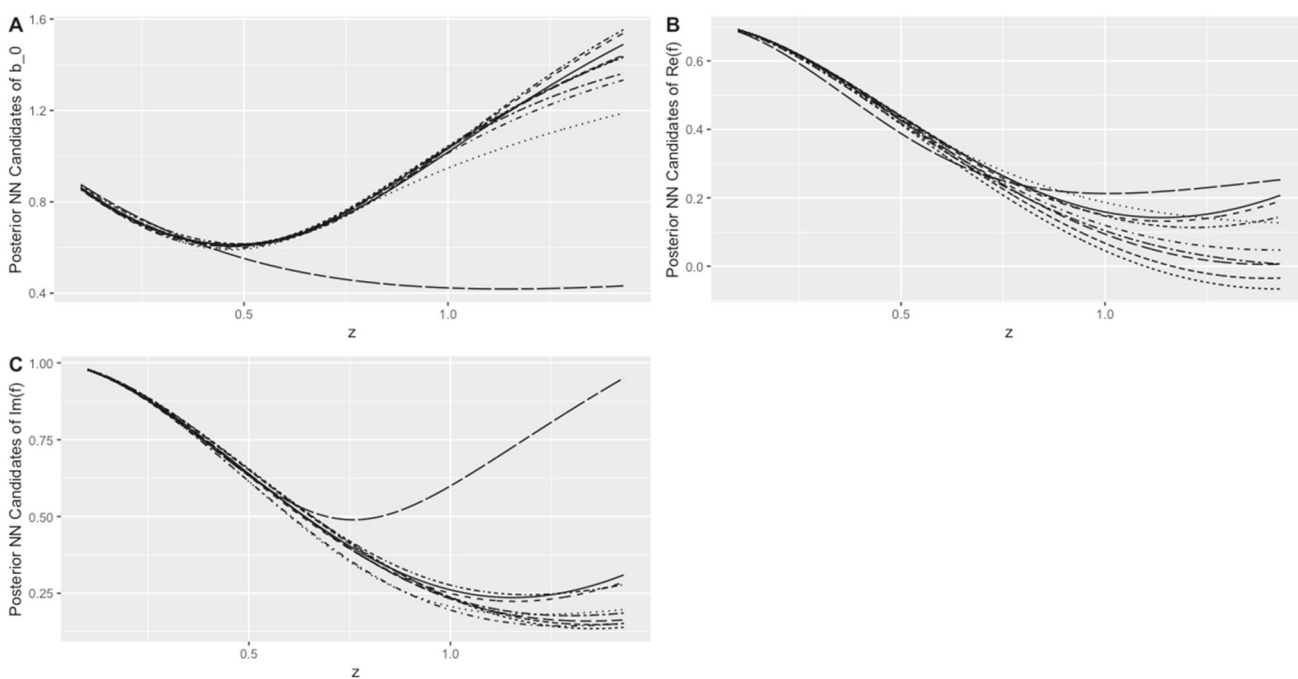 A
Posterior NN Candidates of b_0
1.6
1.2
0.8
0.4
0.5
1.0
z
B
Posterior NN Candidates of Re(f)
0.6
0.4
0.2
0.0
0.5
1.0
z
C
Posterior NN Candidates of Im(f)
1.00
0.75
0.50
0.25
0.5
1.0
z